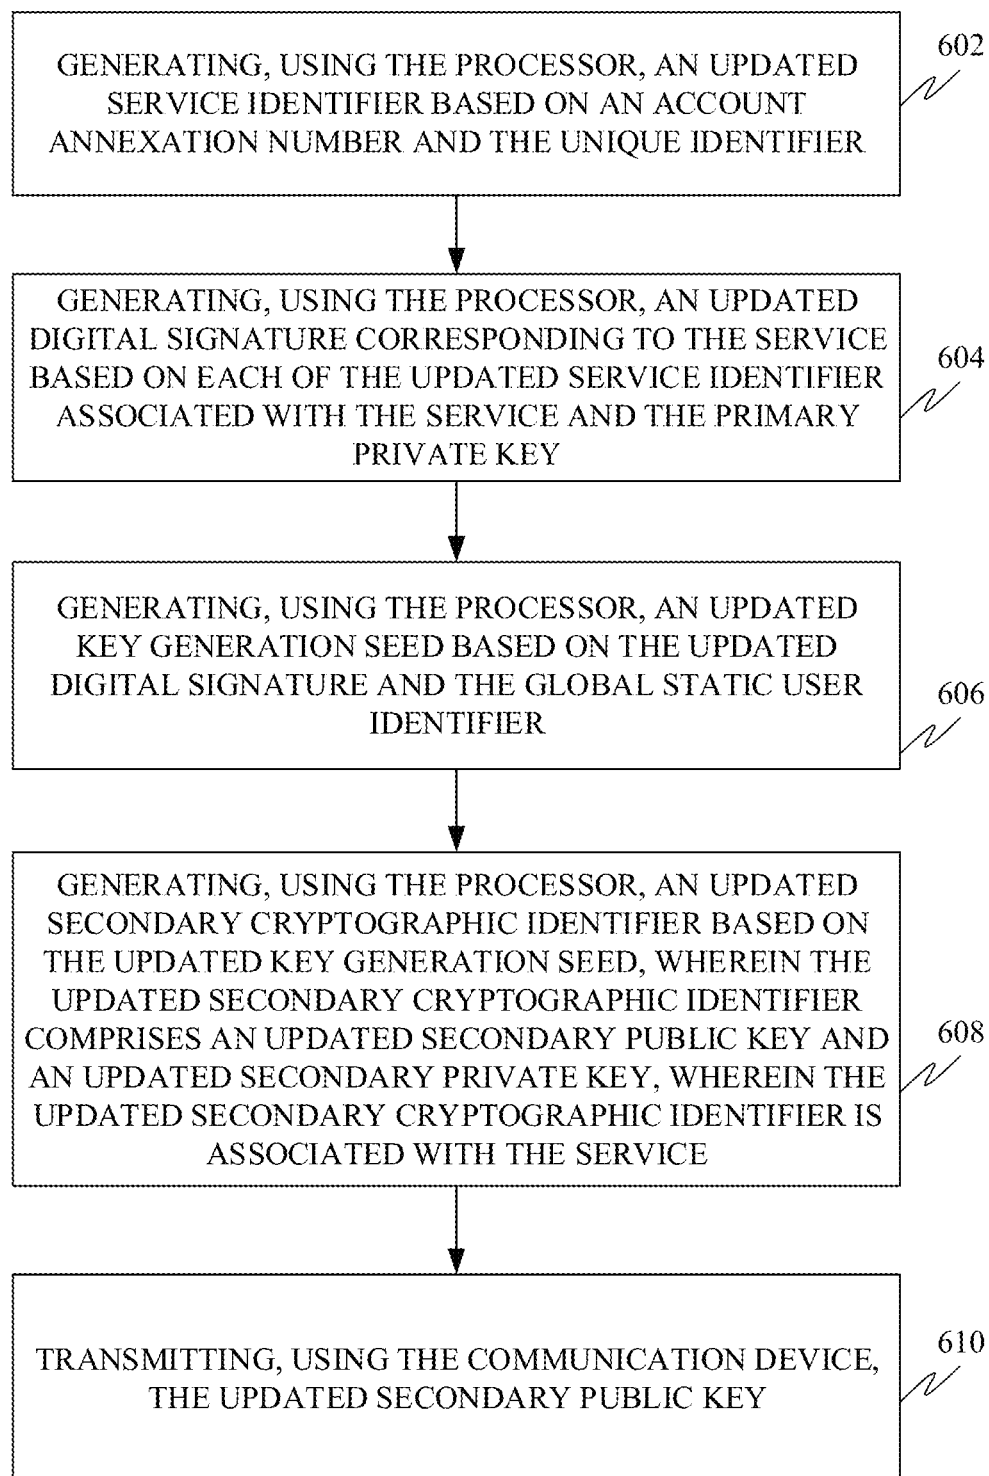 GENERATING, USING THE PROCESSOR, AN UPDATED
SERVICE IDENTIFIER BASED ON AN ACCOUNT
ANNEXATION NUMBER AND THE UNIQUE IDENTIFIER
602
GENERATING, USING THE PROCESSOR, AN UPDATED
DIGITAL SIGNATURE CORRESPONDING TO THE SERVICE
BASED ON EACH OF THE UPDATED SERVICE IDENTIFIER
ASSOCIATED WITH THE SERVICE AND THE PRIMARY
PRIVATE KEY
604
GENERATING, USING THE PROCESSOR, AN UPDATED
KEY GENERATION SEED BASED ON THE UPDATED
DIGITAL SIGNATURE AND THE GLOBAL STATIC USER
IDENTIFIER
606
GENERATING, USING THE PROCESSOR, AN UPDATED
SECONDARY CRYPTOGRAPHIC IDENTIFIER BASED ON
THE UPDATED KEY GENERATION SEED, WHEREIN THE
UPDATED SECONDARY CRYPTOGRAPHIC IDENTIFIER
COMPRISES AN UPDATED SECONDARY PUBLIC KEY AND
AN UPDATED SECONDARY PRIVATE KEY, WHEREIN THE
UPDATED SECONDARY CRYPTOGRAPHIC IDENTIFIER IS
ASSOCIATED WITH THE SERVICE
608
TRANSMITTING, USING THE COMMUNICATION DEVICE,
THE UPDATED SECONDARY PUBLIC KEY
610